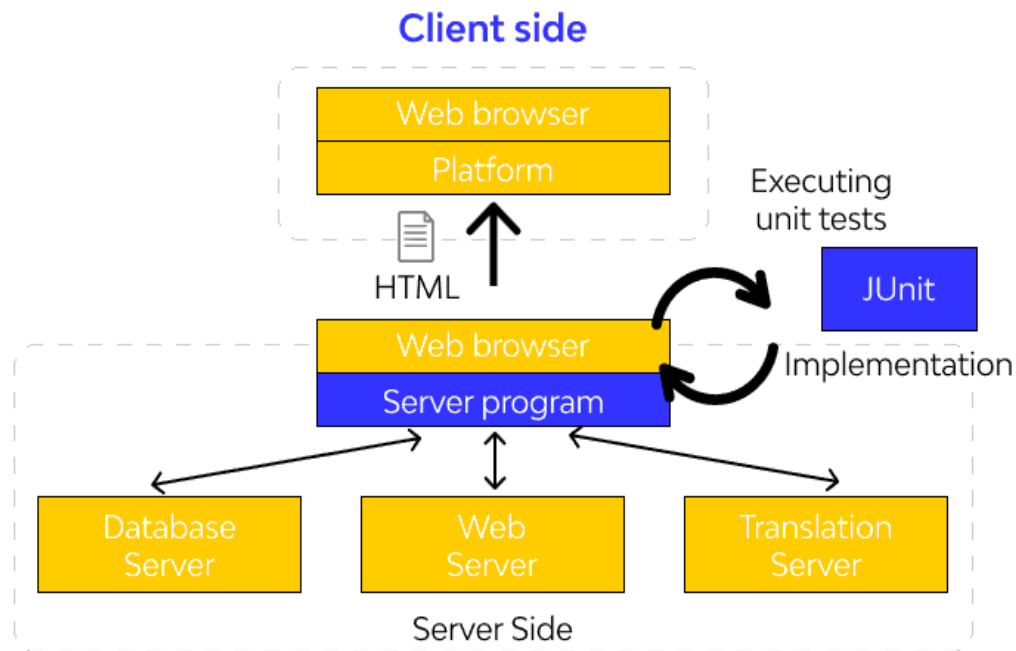 Client side
Web browser
Platform
Executing
unit tests
HTML
JUnit
Web browser
Implementation
Server program
Database
Server
Web
Server
Translation
Server
Server Side